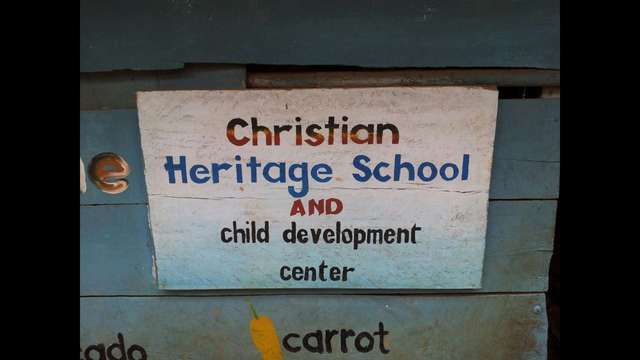 Christian
Heritage School
AND
child development
center
carrot